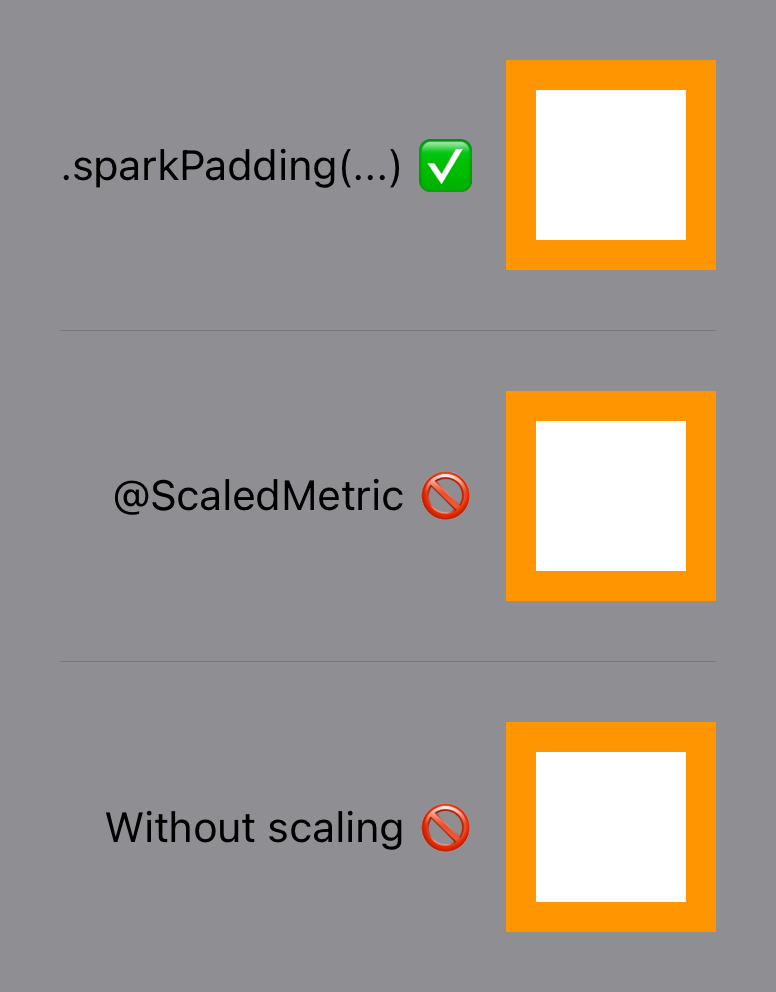 .sparkPadding(...) ✅
@ScaledMetric 🚫
Without scaling 🚫